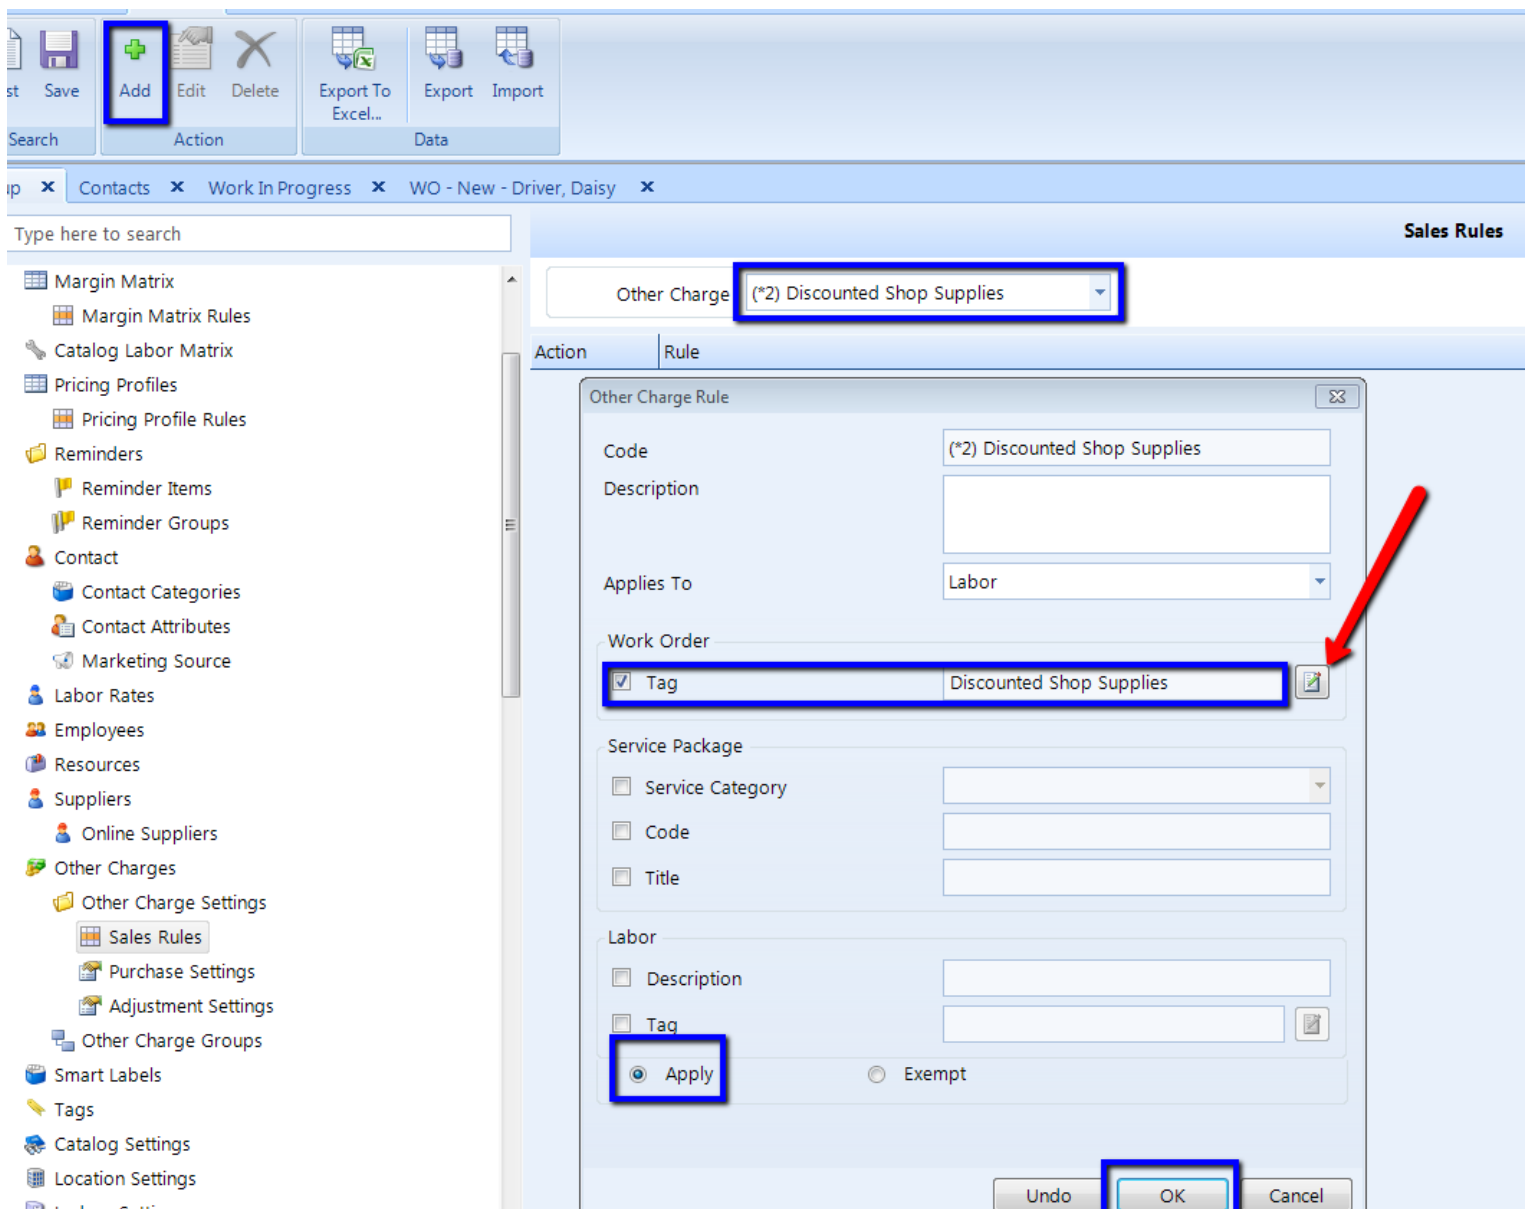 st Save Add Edit Delete Export To Excel... Export Import
Search Action Data
up Contacts Work In Progress WO - New - Driver, Daisy
Type here to search
Sales Rules
Margin Matrix
Margin Matrix Rules
Catalog Labor Matrix
Pricing Profiles
Pricing Profile Rules
Reminders
Reminder Items
Reminder Groups
Contact
Contact Categories
Contact Attributes
Marketing Source
Labor Rates
Employees
Resources
Suppliers
Online Suppliers
Other Charges
Other Charge Settings
Sales Rules
Purchase Settings
Adjustment Settings
Other Charge Groups
Smart Labels
Tags
Catalog Settings
Location Settings
Other Charge (*2) Discounted Shop Supplies
Action Rule
Other Charge Rule
Code (*2) Discounted Shop Supplies
Description
Applies To Labor
Work Order
Tag Discounted Shop Supplies
Service Package
Service Category
Code
Title
Labor
Description
Tag
Apply Exempt
Undo OK Cancel